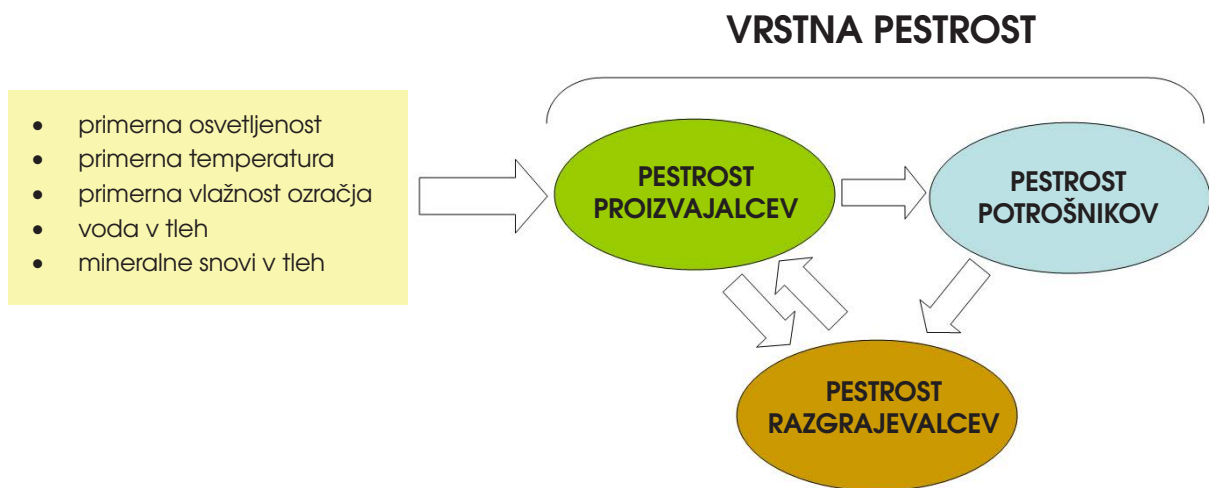 VRSTNA PESTROST
• primerna osvetljenost
• primerna temperatura
• primerna vlažnost ozračja
• voda v tleh
• mineralne snovi v tleh
PESTROST
PROIZVAJALCEV
PESTROST
POTROŠNIKOV
PESTROST
RAZGRAJEVALCEV